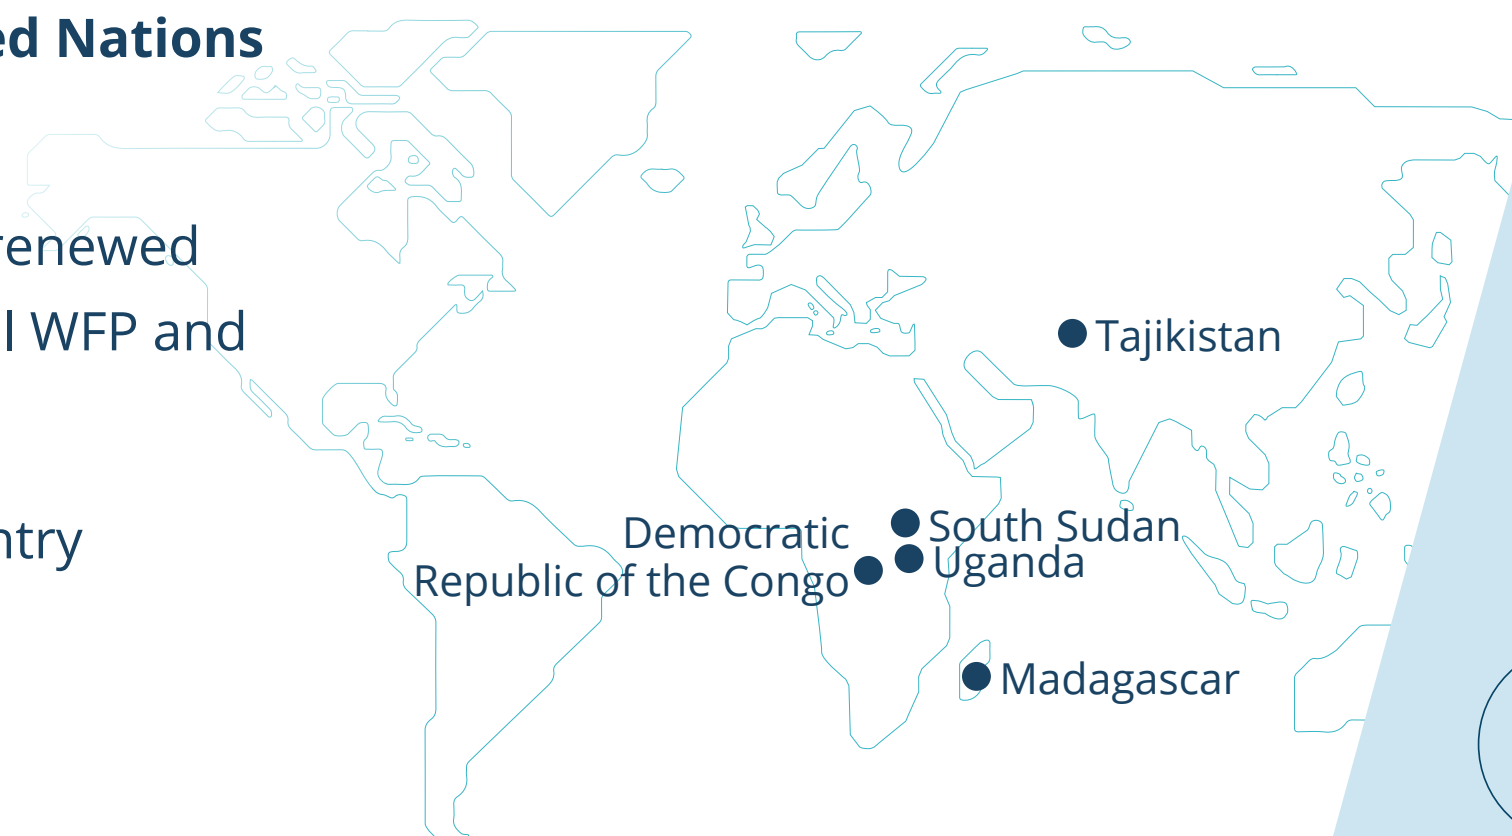 ed Nations
renewed
l WFP and
ntry
Tajikistan
South Sudan
Uganda
Democratic
Republic of the Congo
Madagascar